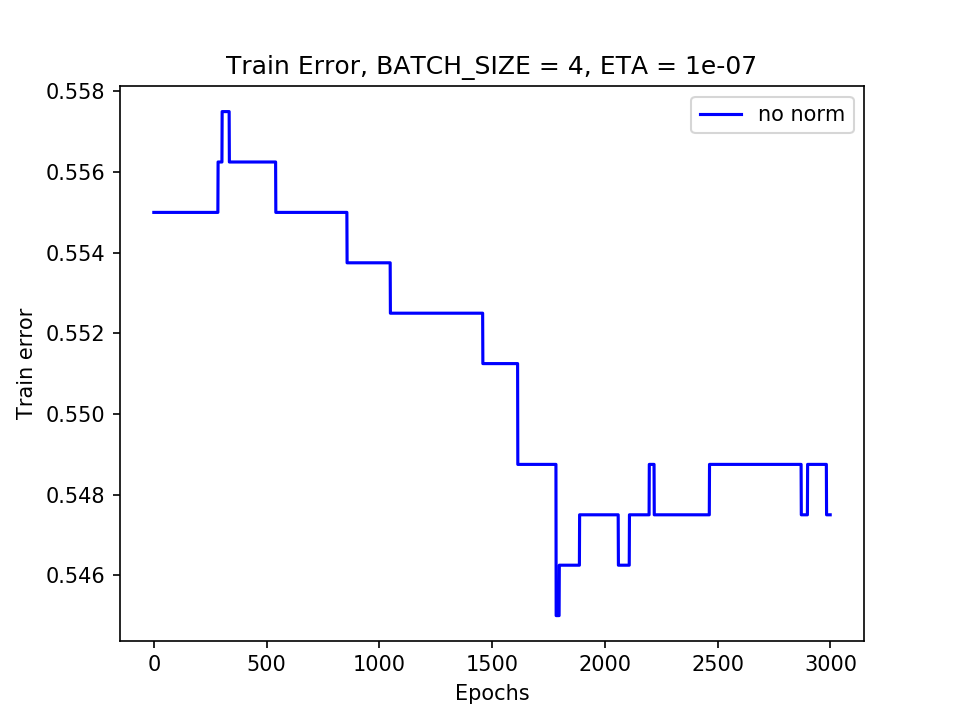 Train Error, BATCH_SIZE = 4, ETA = 1e-07
no norm
Train error
0.558
0.556
0.554
0.552
0.550
0.548
0.546
0 500 1000 1500 2000 2500 3000
Epochs